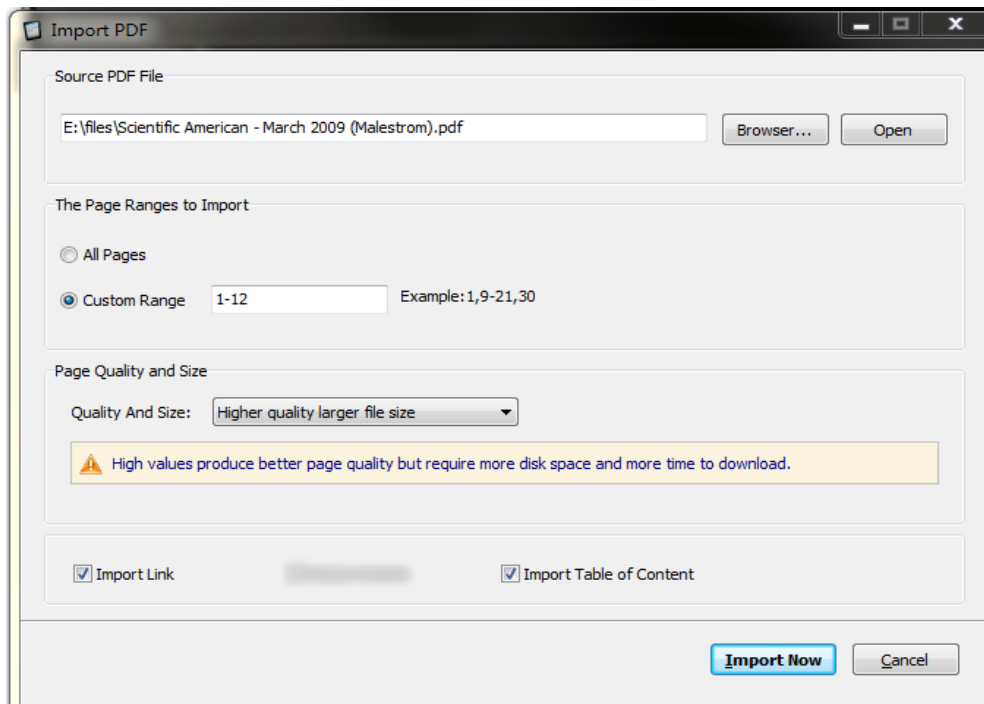 Import PDF
Source PDF File
E:\files\Scientific American - March 2009 (Malestrom).pdf
Browser...
Open
The Page Ranges to Import
All Pages
Custom Range
1-12
Example:1,9-21,30
Page Quality and Size
Quality And Size:
Higher quality larger file size
High values produce better page quality but require more disk space and more time to download.
Import Link
Import Table of Content
Import Now
Cancel